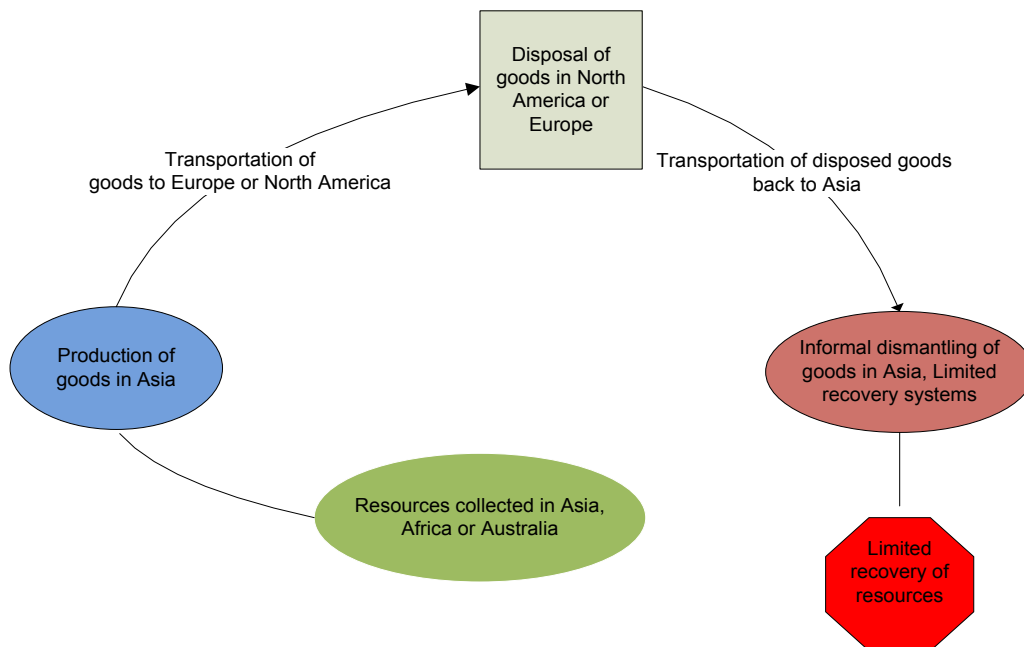 Disposal of
goods in North
America or
Europe
Transportation of
goods to Europe or North America
Transportation of disposed goods
back to Asia
Production of
goods in Asia
Informal dismantling of
goods in Asia, Limited
recovery systems
Resources collected in Asia,
Africa or Australia
Limited
recovery of
resources